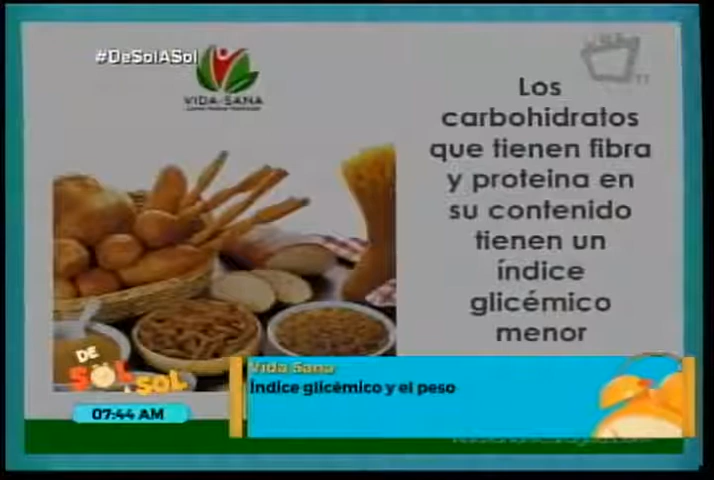 #DeSolASol
VIDA-SANA
Los
carbohidratos
que tienen fibra
y proteina en
su contenido
tienen un
índice
glicémico
menor
DE
SOL
A SOL
07:44 AM
Vida Sana
Índice glicémico y el peso